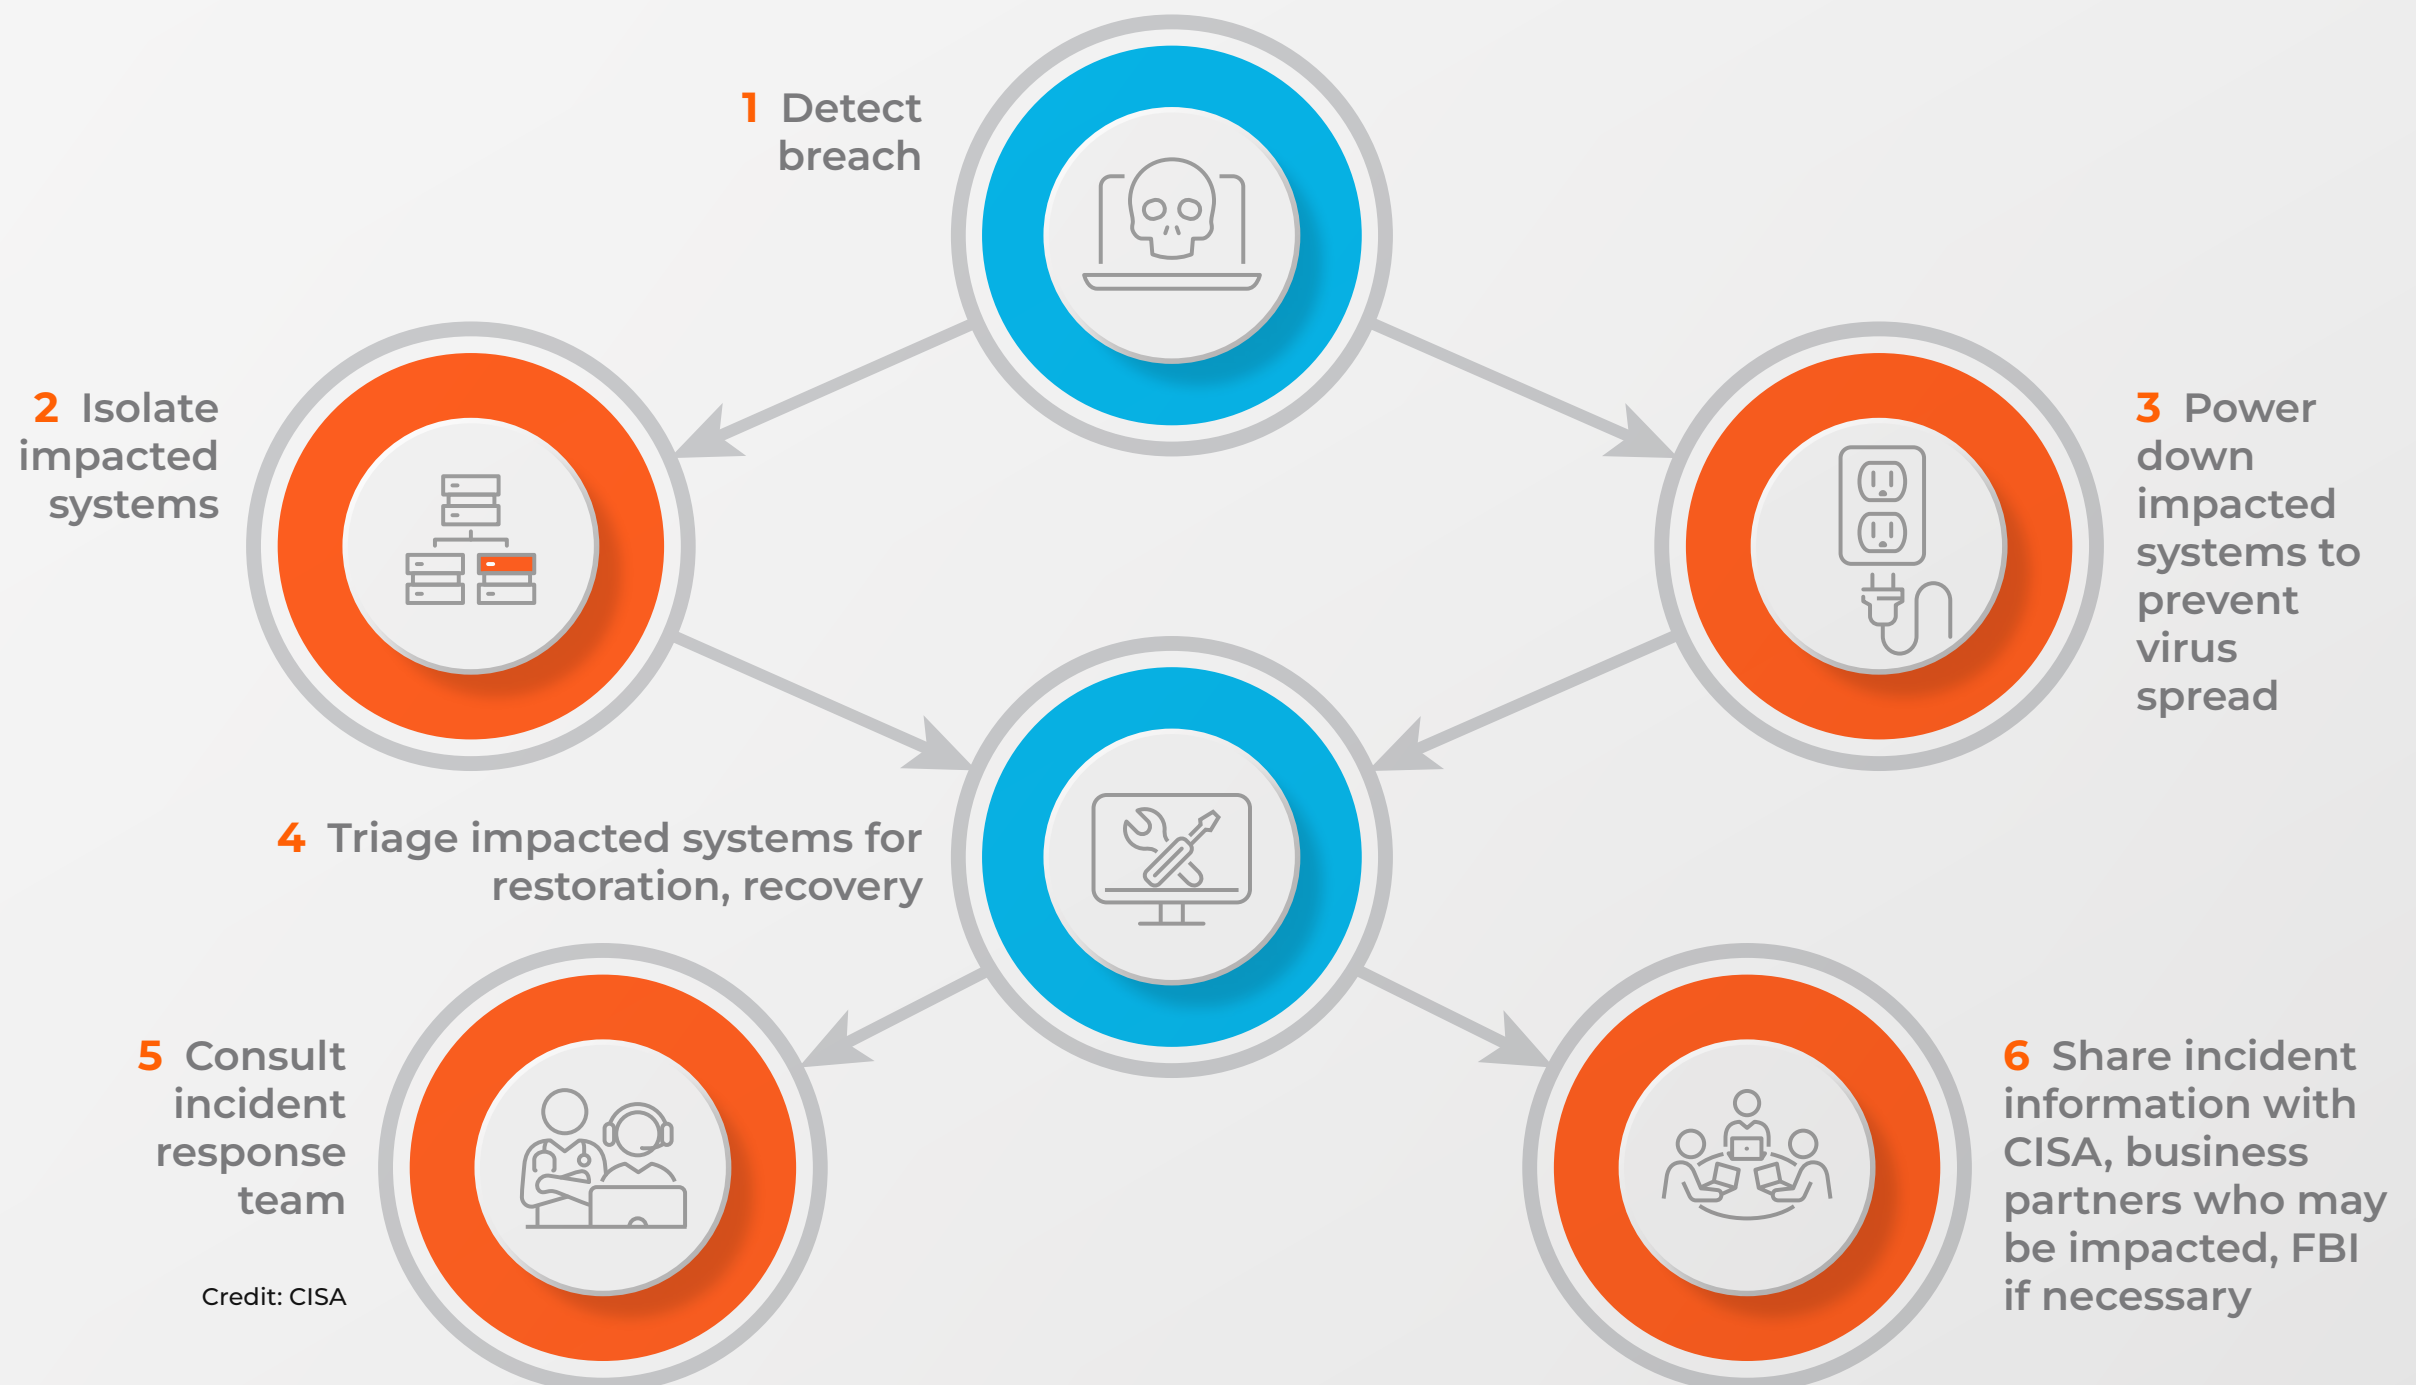 1 Detect
breach
2 Isolate
impacted
systems
3 Power
down
impacted
systems to
prevent
virus
spread
4 Triage impacted systems for
restoration, recovery
5 Consult
incident
response
team
Credit: CISA
6 Share incident
information with
CISA, business
partners who may
be impacted, FBI
if necessary